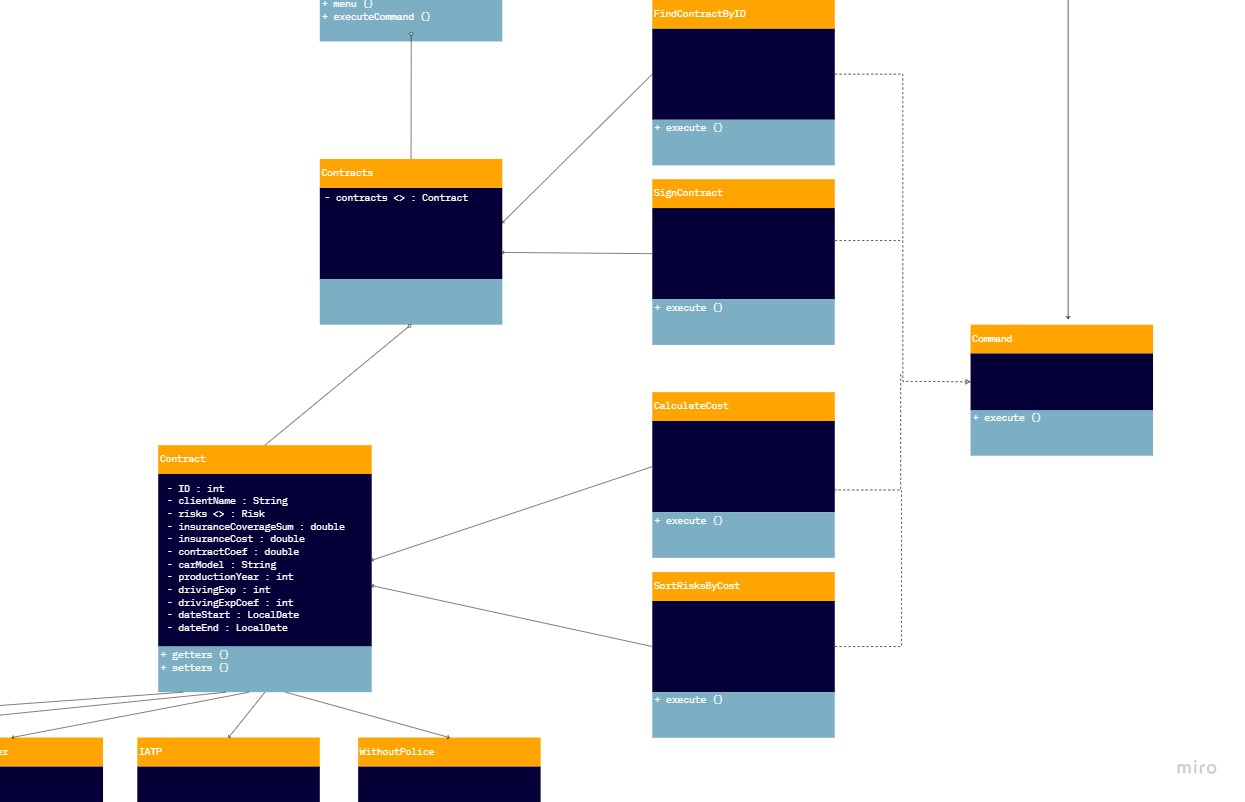 + menu ()
+ executeCommand ()
FindContractByID
+ execute ()
Contracts
- contracts <> : Contract
SignContract
+ execute ()
Command
+ execute ()
CalculateCost
+ execute ()
Contract
- ID : int
- clientName : String
- risks <> : Risk
- insuranceCoverageSum : double
- insuranceCost : double
- contractCoef : double
- carModel : String
- productionYear : int
- drivingExp : int
- drivingExpCoef : int
- dateStart : LocalDate
- dateEnd : LocalDate
+ getters ()
+ setters ()
SortRisksByCost
+ execute ()
er
IATP
WithoutPolice
miro